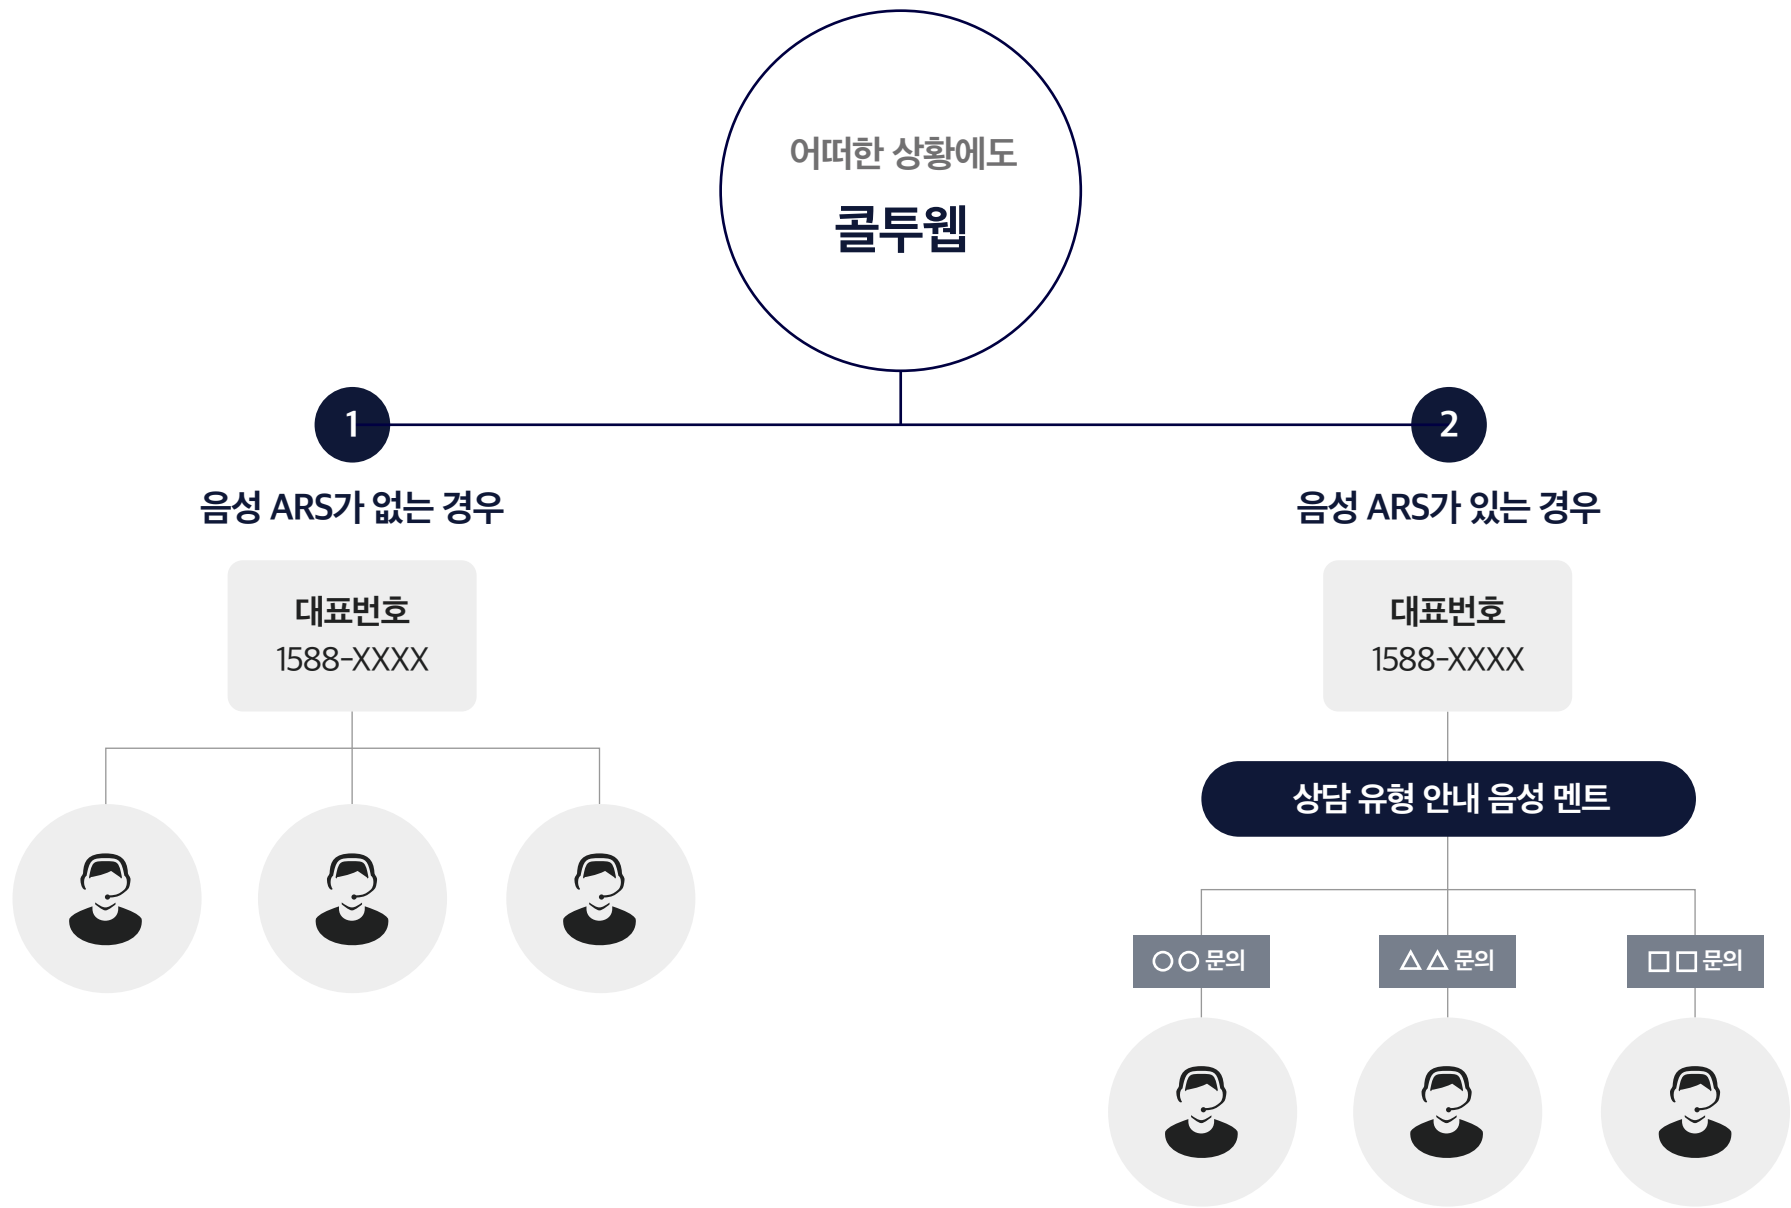 어떠한 상황에도
콜투웹
1
음성 ARS가 없는 경우
대표번호
1588-XXXX
2
음성 ARS가 있는 경우
대표번호
1588-XXXX
상담 유형 안내 음성 멘트
○○ 문의
△△ 문의
□□ 문의